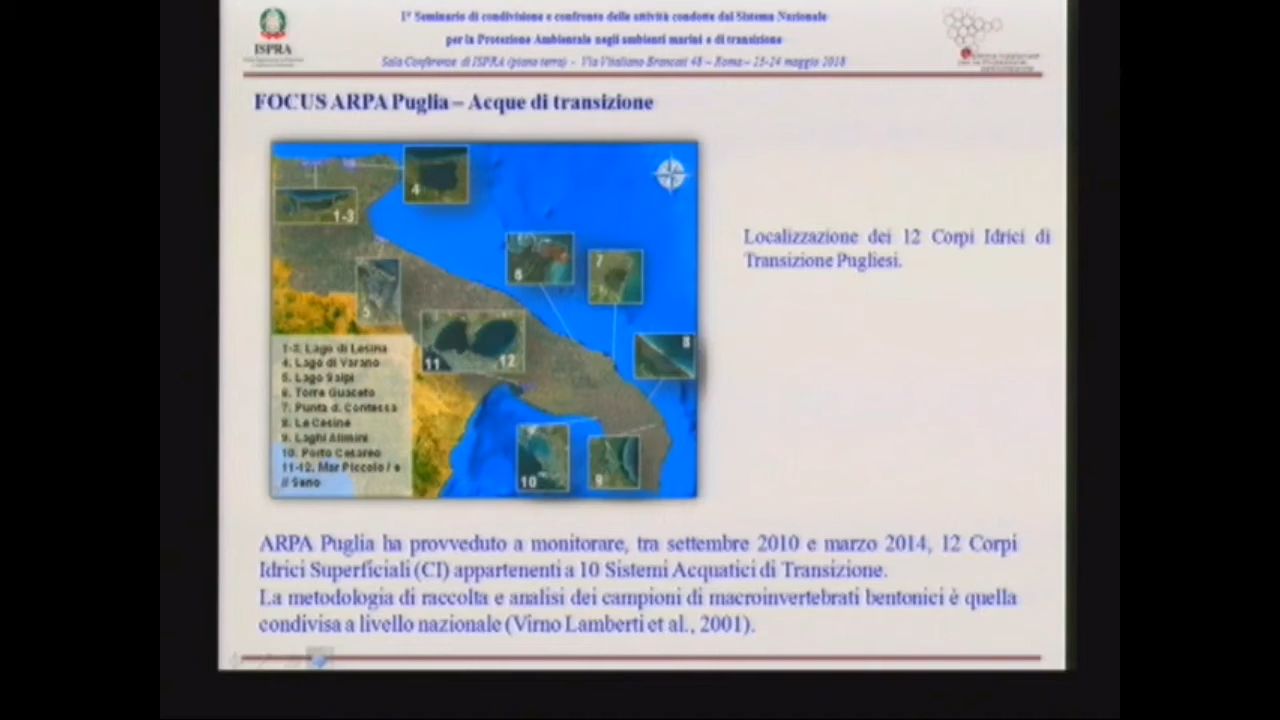 1° Seminario di condivisione e confronto delle attività condotte dal Sistema Nazionale
per la Protezione Ambientale negli ambienti marini e di transizione
Sala Conferenze di ISPRA (piano terra) - Via Vitaliano Brancati 48 – Roma – 23-24 maggio 2018
ISPRA
FOCUS ARPA Puglia – Acque di transizione
4
1-3
6
7
5
8
11
12
10
9
1-3. Lago di Lesina
4. Lago di Varano
5. Lago Salpi
6. Torre Guaceto
7. Punta d. Contessa
8. Le Cesine
9. Laghi Alimini
10. Porto Cesareo
11-12. Mar Piccolo I e
II Seno
Localizzazione dei 12 Corpi Idrici di
Transizione Pugliesi.
ARPA Puglia ha provveduto a monitorare, tra settembre 2010 e marzo 2014, 12 Corpi
Idrici Superficiali (CI) appartenenti a 10 Sistemi Acquatici di Transizione.
La metodologia di raccolta e analisi dei campioni di macroinvertebrati bentonici è quella
condivisa a livello nazionale (Virno Lamberti et al., 2001).